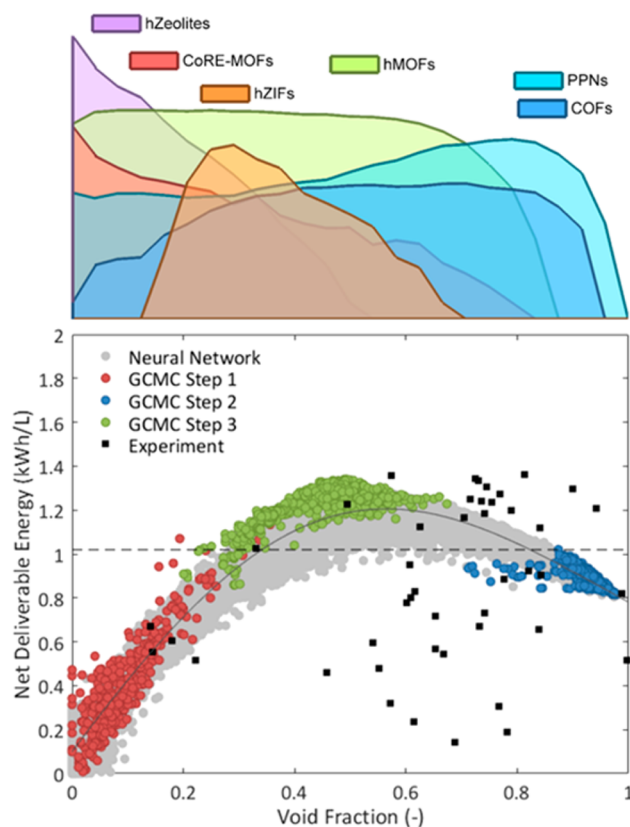 hZeolites
CoRE-MOFs
hMOFs
hZIFs
PPNs
COFs
2
1.8
1.6
1.4
1.2
1
0.8
0.6
0.4
0.2
0
Net Deliverable Energy (kWh/L)
Neural Network
GCMC Step 1
GCMC Step 2
GCMC Step 3
Experiment
0 0.2 0.4 0.6 0.8 1
Void Fraction (-)